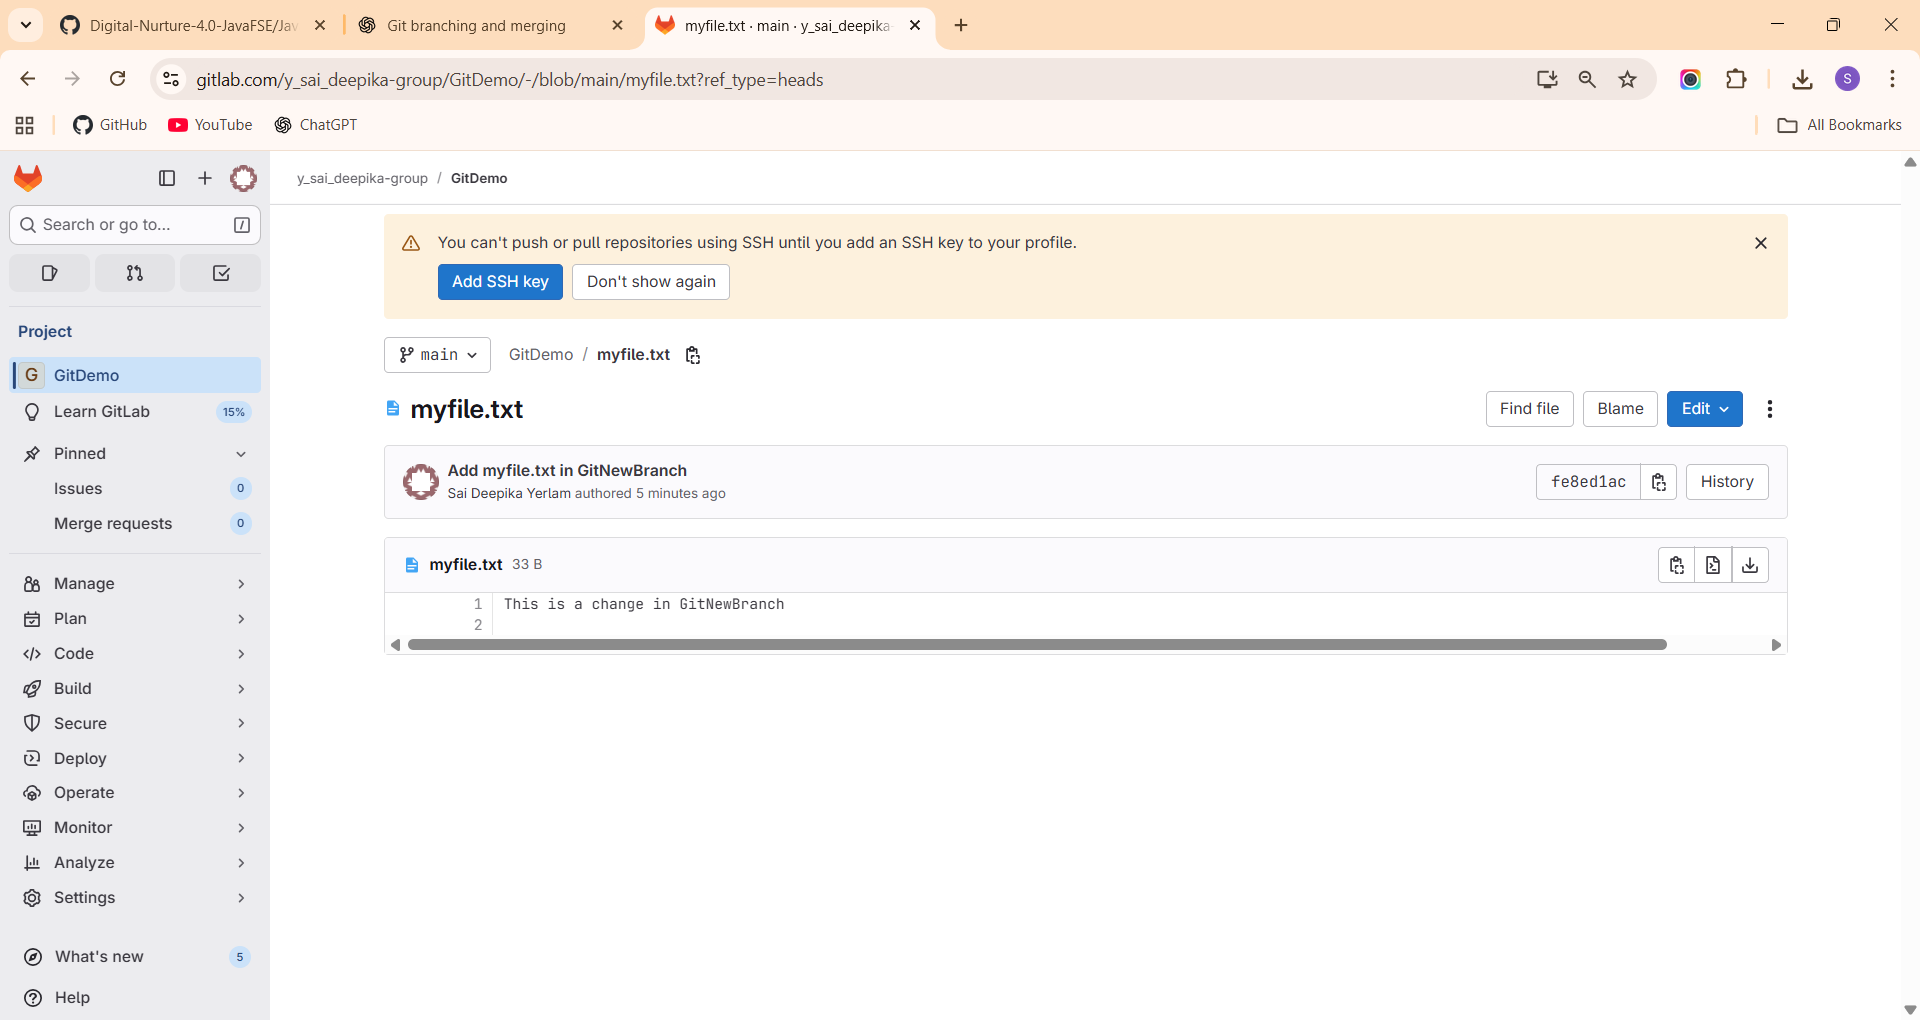 Digital-Nurture-4.0-JavaFSE/Jav
Git branching and merging
myfile.txt · main · y_sai_deepika-
gitlab.com/y_sai_deepika-group/GitDemo/-/blob/main/myfile.txt?ref_type=heads
S
GitHub
YouTube
ChatGPT
All Bookmarks
y_sai_deepika-group / GitDemo
Search or go to...
/
You can't push or pull repositories using SSH until you add an SSH key to your profile.
Add SSH key
Don't show again
Project
G
GitDemo
Learn GitLab
15%
Pinned
Issues
0
Merge requests
0
Manage
Plan
Code
Build
Secure
Deploy
Operate
Monitor
Analyze
Settings
What's new
5
Help
main
GitDemo / myfile.txt
myfile.txt
Find file
Blame
Edit
Add myfile.txt in GitNewBranch
Sai Deepika Yerlam authored 5 minutes ago
fe8ed1ac
History
myfile.txt 33 B
1 This is a change in GitNewBranch
2